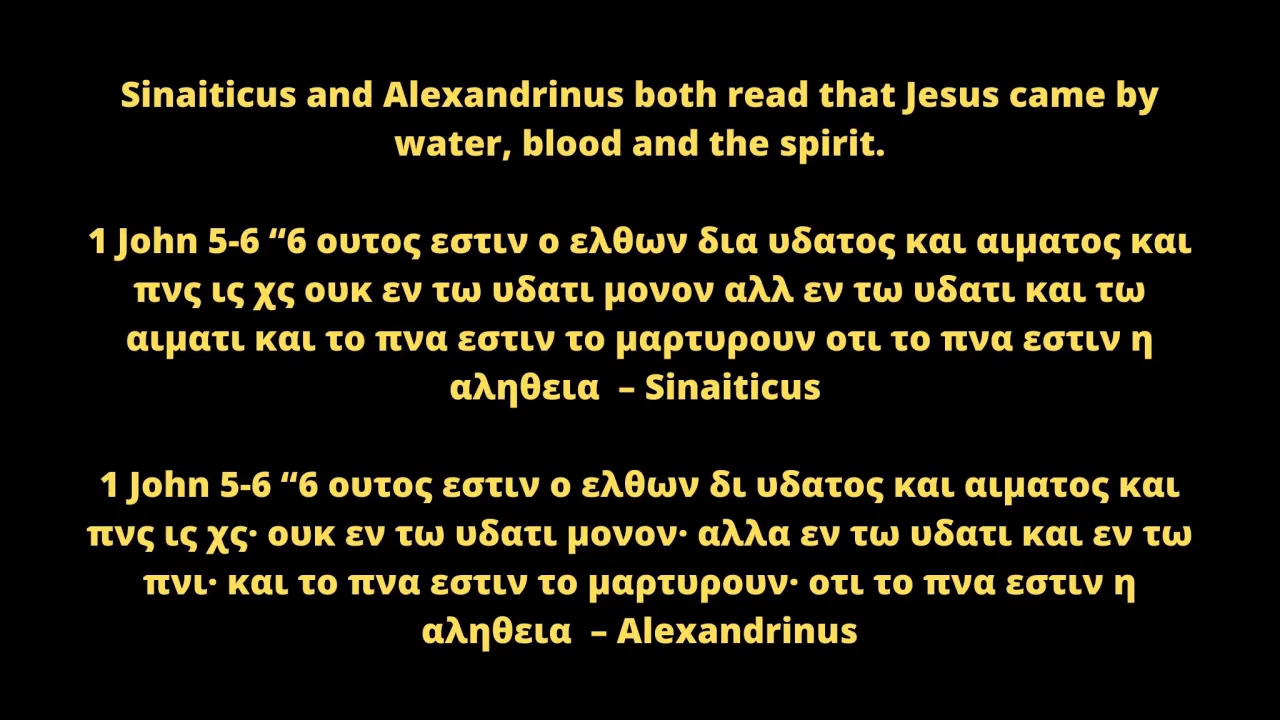 Sinaiticus and Alexandrinus both read that Jesus came by
water, blood and the spirit.
1 John 5-6 “6 ουτος εστιν ο ελθων δια υδατος και αιματος και
πνς ις χς ουκ εν τω υδατι μονον αλλ εν τω υδατι και τω
αιματι και το πνα εστιν το μαρτυρουν οτι το πνα εστιν η
αληθεια – Sinaiticus
1 John 5-6 “6 ουτος εστιν ο ελθων δι υδατος και αιματος και
πνς ις χς· ουκ εν τω υδατι μονον· αλλα εν τω υδατι και εν τω
πνι· και το πνα εστιν το μαρτυρουν· οτι το πνα εστιν η
αληθεια – Alexandrinus